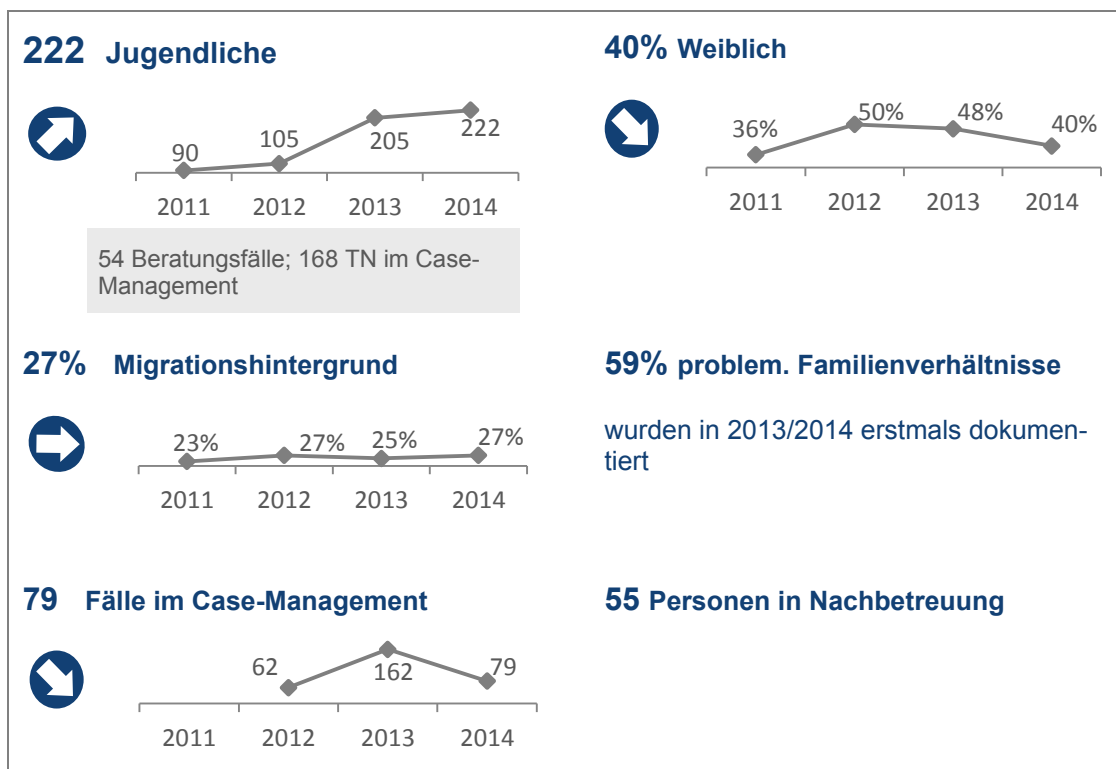 222 Jugendliche
90
105
205
222
2011 2012 2013 2014
54 Beratungsfälle; 168 TN im Case-
Management
40% Weiblich
36%
50%
48%
40%
2011 2012 2013 2014
27% Migrationshintergrund
23%
27%
25%
27%
2011 2012 2013 2014
59% problem. Familienverhältnisse
wurden in 2013/2014 erstmals dokumen-
tiert
79 Fälle im Case-Management
62
162
79
2011 2012 2013 2014
55 Personen in Nachbetreuung